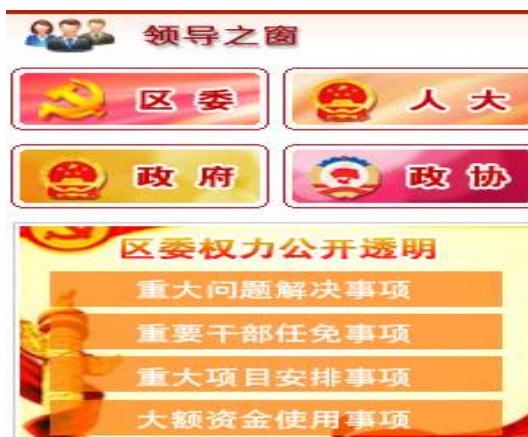 领导之窗
区委 人大
政府 政协
区委权力公开透明
重大问题解决事项
重要干部任免事项
重大项目安排事项
大额资金使用事项